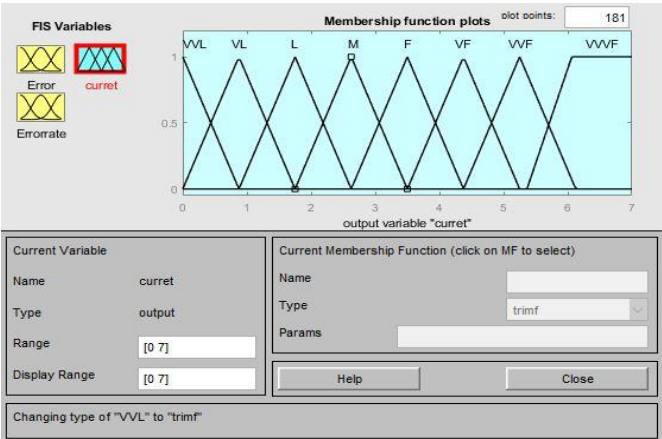 FIS Variables
Membership function plots
plot points:
181
VVL VL L M F VF VVF VVVF
Error
curret
Errorrate
1
0.5
0
0 1 2 3 4 5 6 7
output variable "curret"
Current Variable
Name curret
Type output
Range [0 7]
Display Range [0 7]
Current Membership Function (click on MF to select)
Name
Type trimf
Params
Help
Close
Changing type of "VVL" to "trimf"